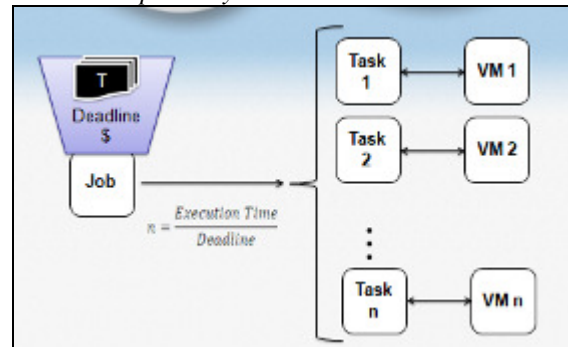 T
Deadline
$
Job
n = Execution Time / Deadline
Task
1
VM 1
Task
2
VM 2
Task
n
VM n